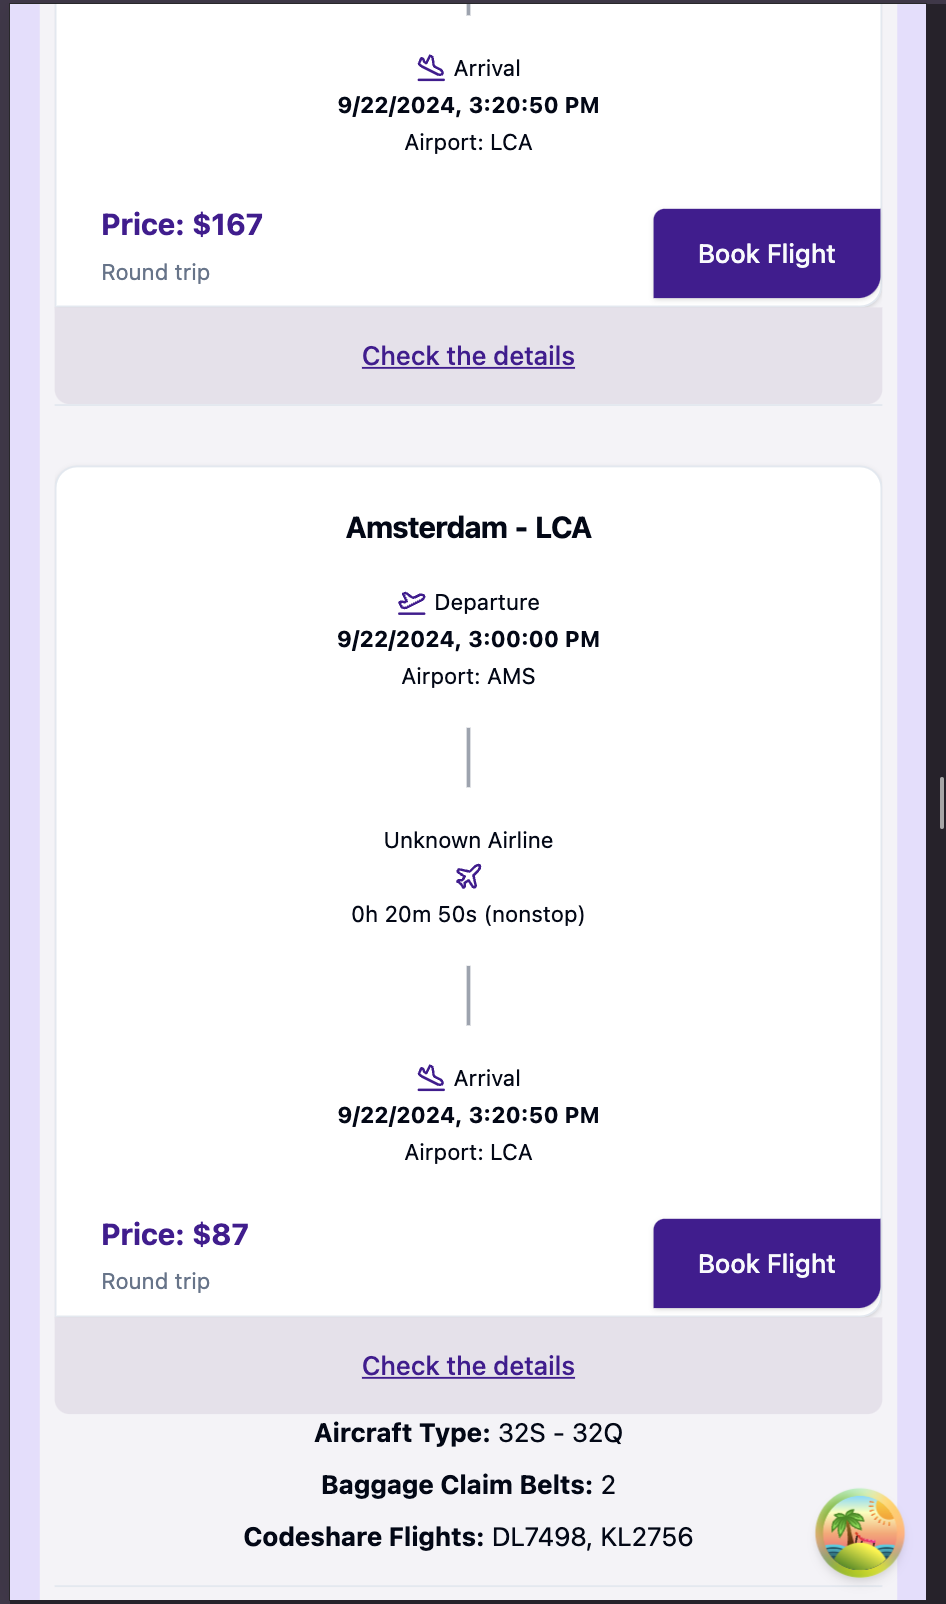 Arrival
9/22/2024, 3:20:50 PM
Airport: LCA
Price: $167
Round trip
Book Flight
Check the details
Amsterdam - LCA
Departure
9/22/2024, 3:00:00 PM
Airport: AMS
Unknown Airline
0h 20m 50s (nonstop)
Arrival
9/22/2024, 3:20:50 PM
Airport: LCA
Price: $87
Round trip
Book Flight
Check the details
Aircraft Type: 32S - 32Q
Baggage Claim Belts: 2
Codeshare Flights: DL7498, KL2756